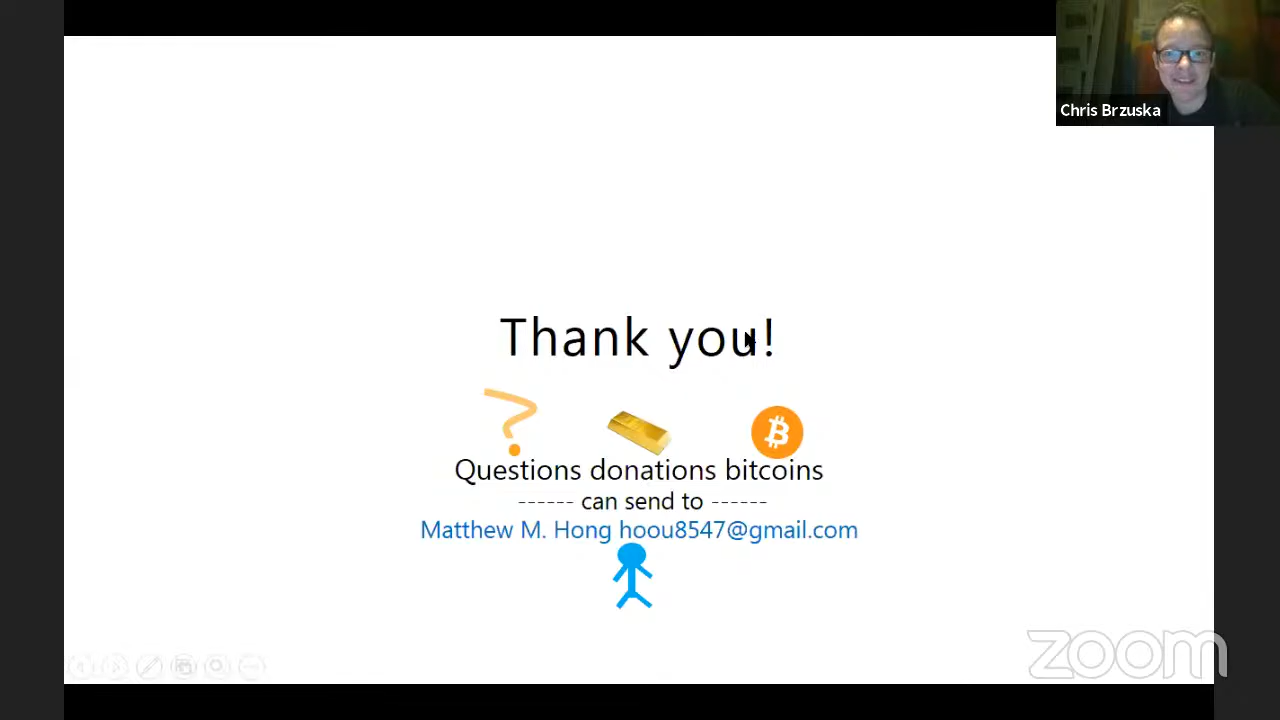 Chris Brzuska
Thank you!
Questions donations bitcoins
------ can send to ------
Matthew M. Hong hoou8547@gmail.com
zoom